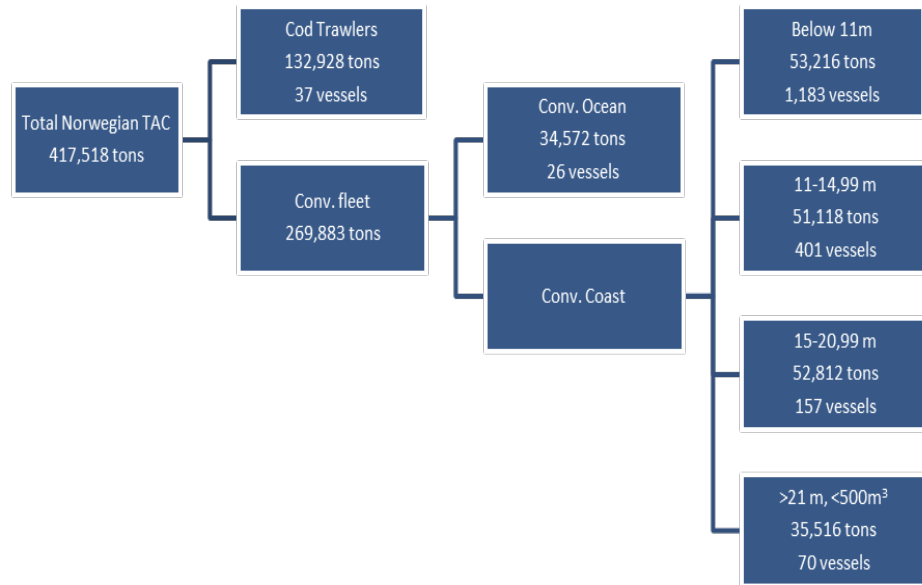 Total Norwegian TAC
417,518 tons
Cod Trawlers
132,928 tons
37 vessels
Conv. fleet
269,883 tons
Conv. Ocean
34,572 tons
26 vessels
Conv. Coast
Below 11m
53,216 tons
1,183 vessels
11-14,99 m
51,118 tons
401 vessels
15-20,99 m
52,812 tons
157 vessels
>21 m, <500m³
35,516 tons
70 vessels